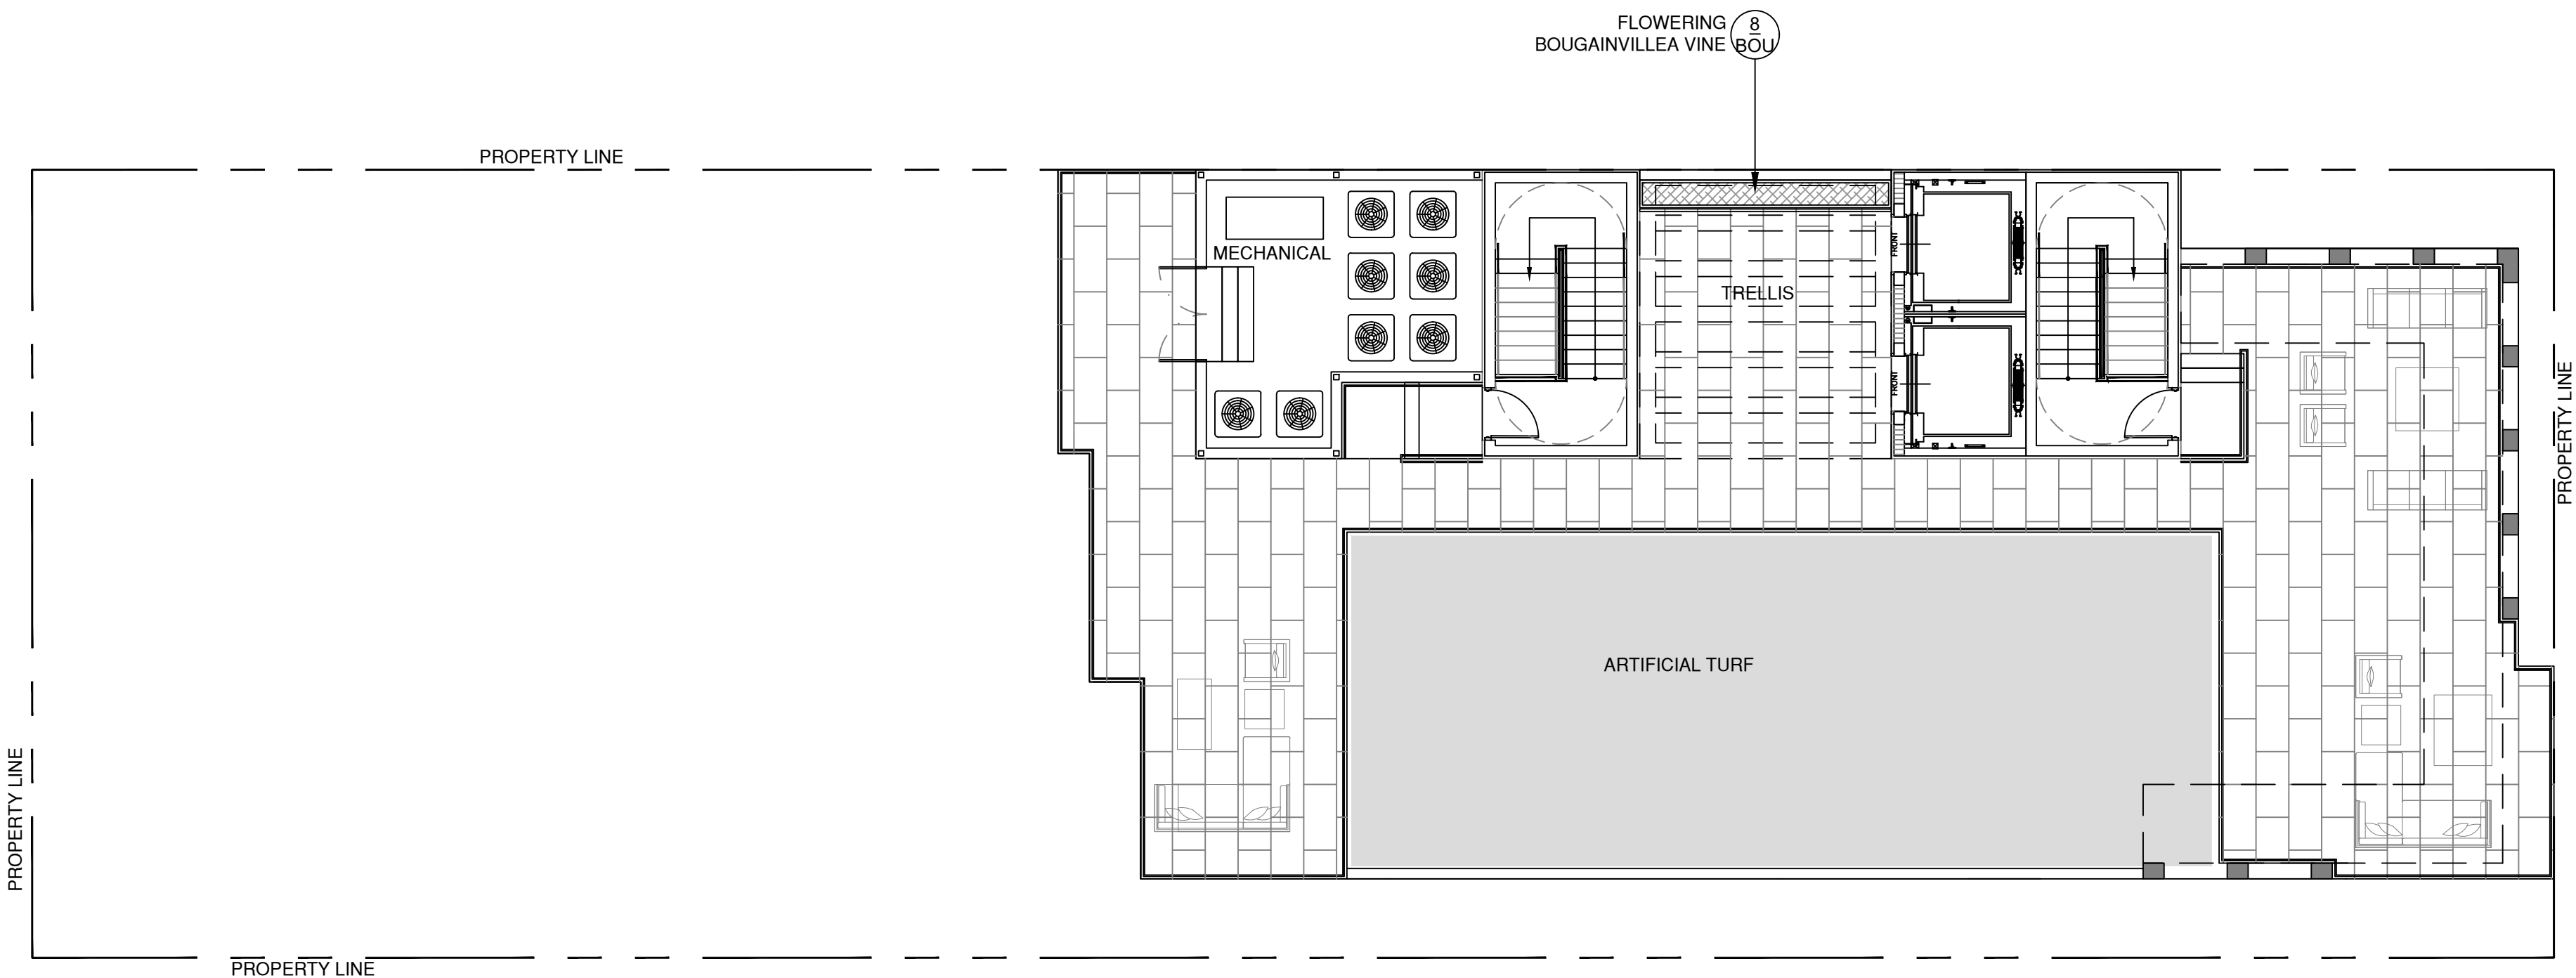 FLOWERING
BOUGAINVILLEA VINE
8
BOU
PROPERTY LINE
MECHANICAL
FRONT
TRELLIS
FRONT
PROPERTY LINE
ARTIFICIAL TURF
PROPERTY LINE
PROPERTY LINE